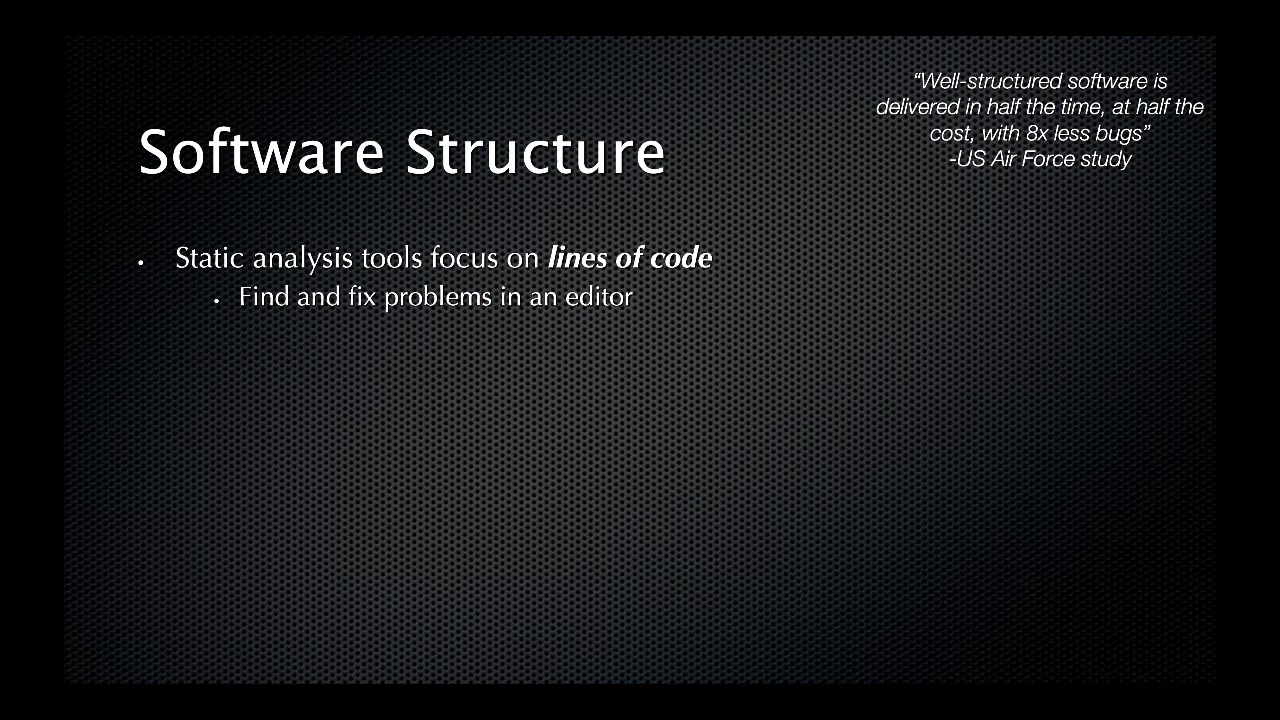 “Well-structured software is
delivered in half the time, at half the
cost, with 8x less bugs”
-US Air Force study
Software Structure
• Static analysis tools focus on lines of code
• Find and fix problems in an editor